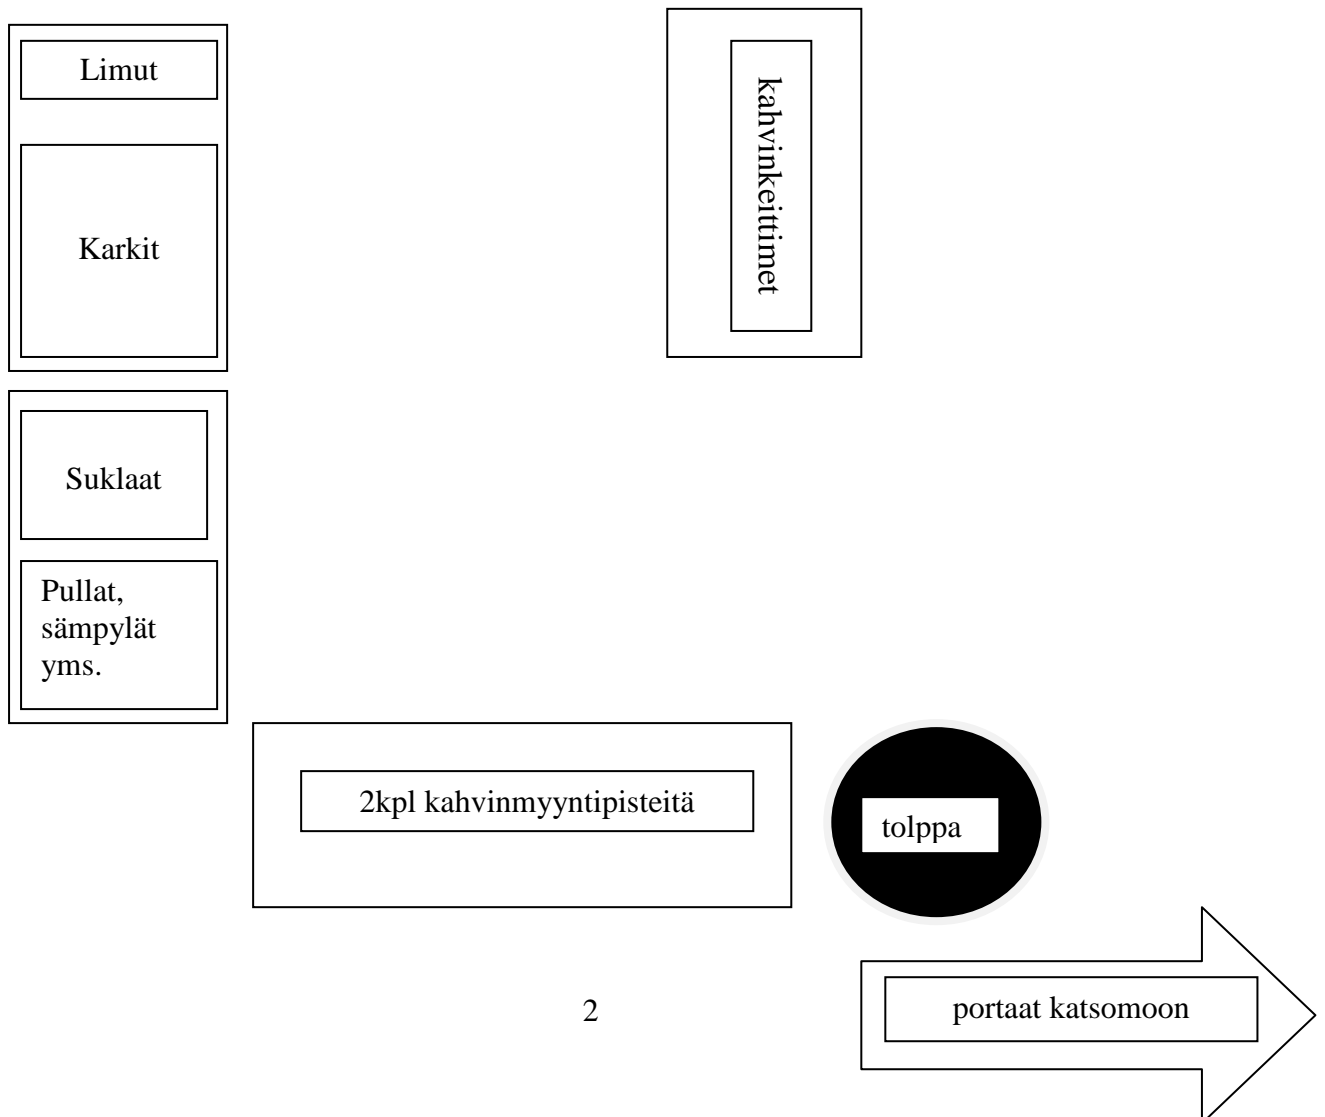 Limut
kahvinkeittimet
Karkit
Suklaat
Pullat,
sämpylät
yms.
2kpl kahvinmyyntipisteitä
tolppa
portaat katsomoon
2